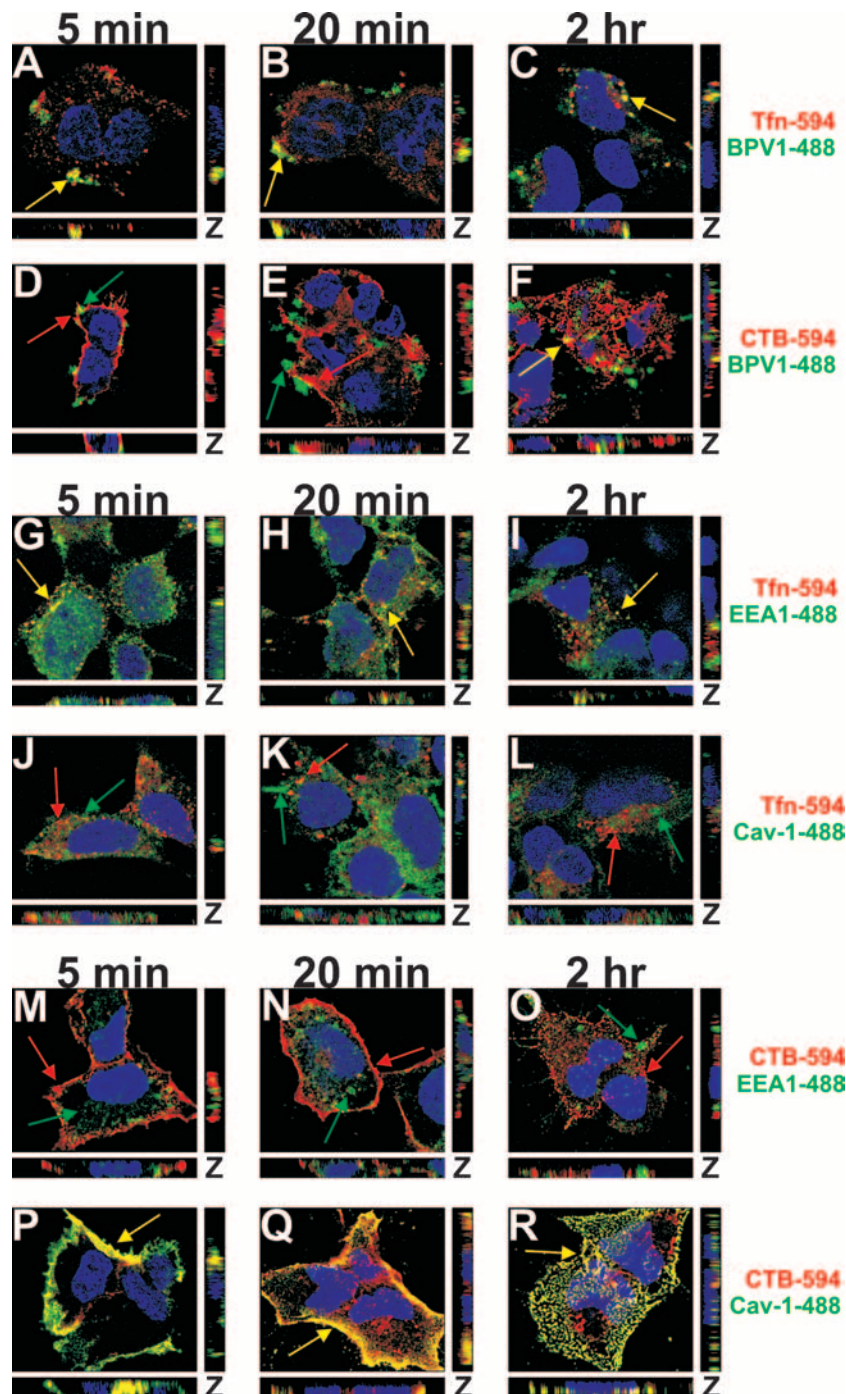 5 min 20 min 2 hr
A B C
Tfn-594
BPV1-488
Z Z Z
D E F
CTB-594
BPV1-488
Z Z Z
5 min 20 min 2 hr
G H I
Tfn-594
EEA1-488
Z Z Z
J K L
Tfn-594
Cav-1-488
Z Z Z
5 min 20 min 2 hr
M N O
CTB-594
EEA1-488
Z Z Z
P Q R
CTB-594
Cav-1-488
Z Z Z